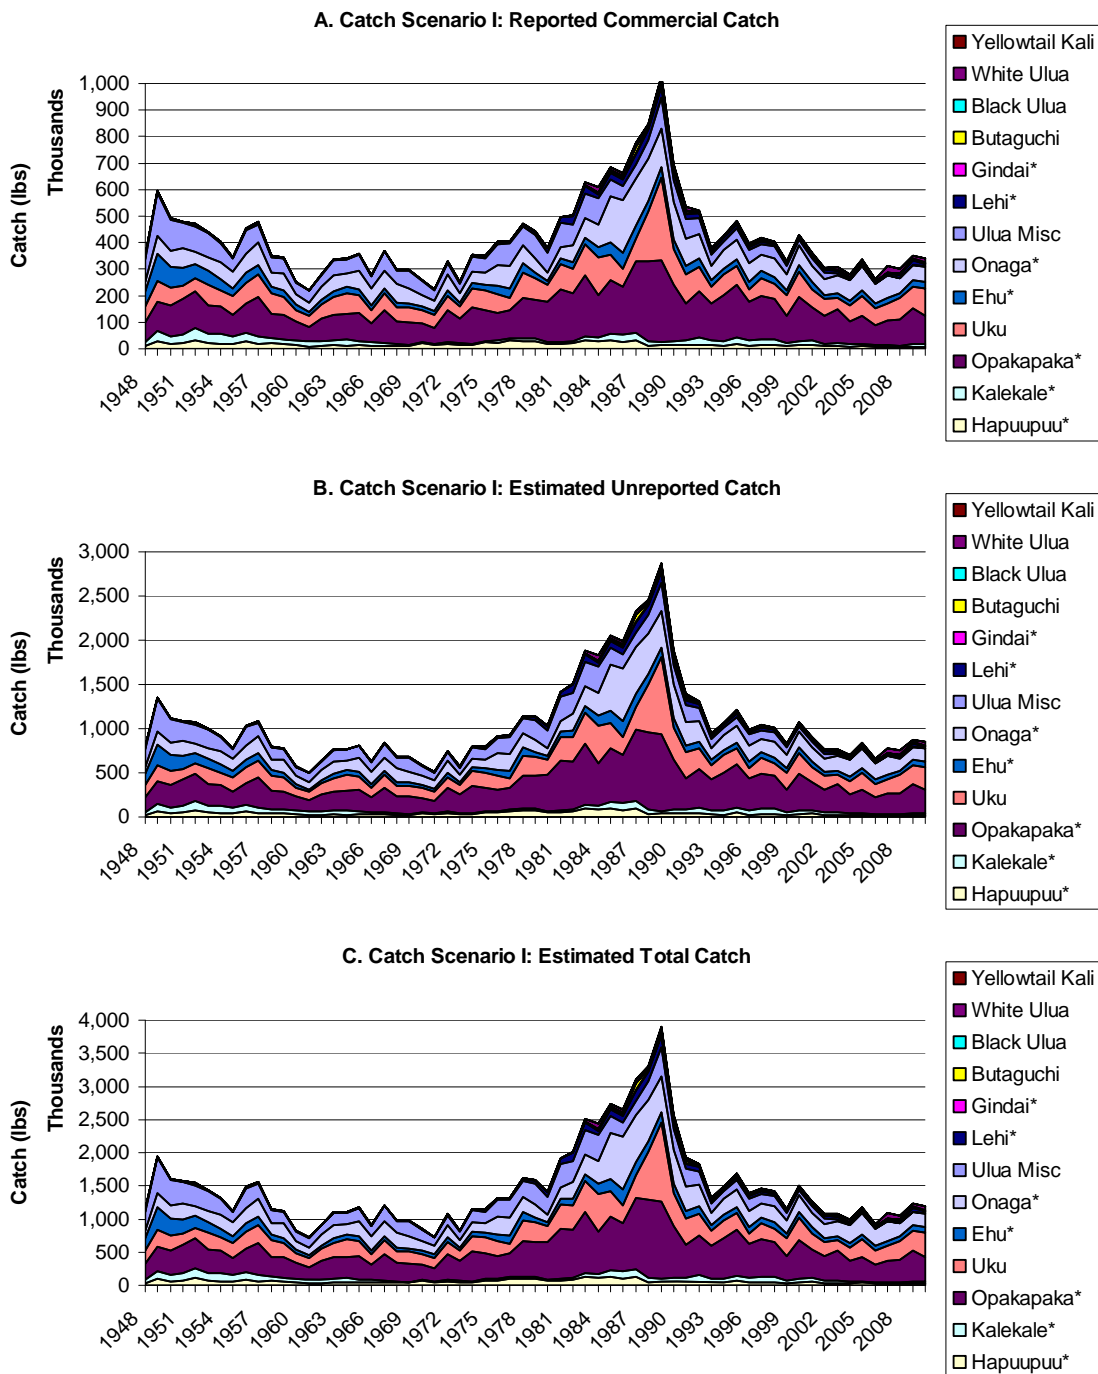 A. Catch Scenario I: Reported Commercial Catch
Catch (lbs)
Thousands
1,000
900
800
700
600
500
400
300
200
100
0
1948
1951
1954
1957
1960
1963
1966
1969
1972
1975
1978
1981
1984
1987
1990
1993
1996
1999
2002
2005
2008
Yellowtail Kali
White Ulua
Black Ulua
Butaguchi
Gindai*
Lehi*
Ulua Misc
Onaga*
Ehu*
Uku
Opakapaka*
Kalekale*
Hapuupuu*
B. Catch Scenario I: Estimated Unreported Catch
Catch (lbs)
Thousands
3,000
2,500
2,000
1,500
1,000
500
0
1948
1951
1954
1957
1960
1963
1966
1969
1972
1975
1978
1981
1984
1987
1990
1993
1996
1999
2002
2005
2008
Yellowtail Kali
White Ulua
Black Ulua
Butaguchi
Gindai*
Lehi*
Ulua Misc
Onaga*
Ehu*
Uku
Opakapaka*
Kalekale*
Hapuupuu*
C. Catch Scenario I: Estimated Total Catch
Catch (lbs)
Thousands
4,000
3,500
3,000
2,500
2,000
1,500
1,000
500
0
1948
1951
1954
1957
1960
1963
1966
1969
1972
1975
1978
1981
1984
1987
1990
1993
1996
1999
2002
2005
2008
Yellowtail Kali
White Ulua
Black Ulua
Butaguchi
Gindai*
Lehi*
Ulua Misc
Onaga*
Ehu*
Uku
Opakapaka*
Kalekale*
Hapuupuu*